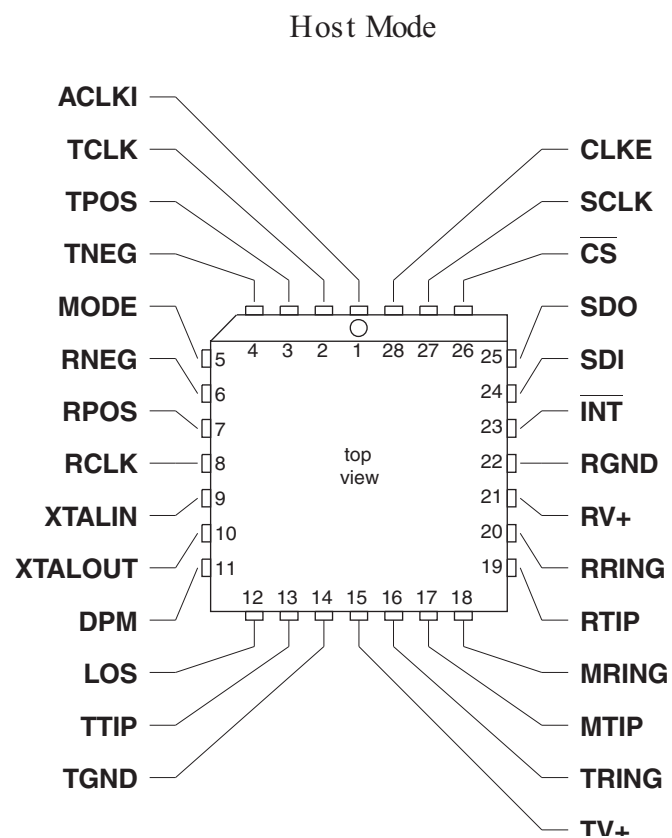 Host Mode
ACLKI
TCLK
TPOS
TNEG
MODE
RNEG
RPOS
RCLK
XTALIN
XTALOUT
DPM
LOS
TTIP
TGND
CLKE
SCLK
C̅S̅
SDO
SDI
I̅N̅T̅
RGND
RV+
RRING
RTIP
MRING
MTIP
TRING
TV+
4 3 2 1 28 27 26
5
6
7
8
9
10
11
25
24
23
22
21
20
19
top
view
12 13 14 15 16 17 18